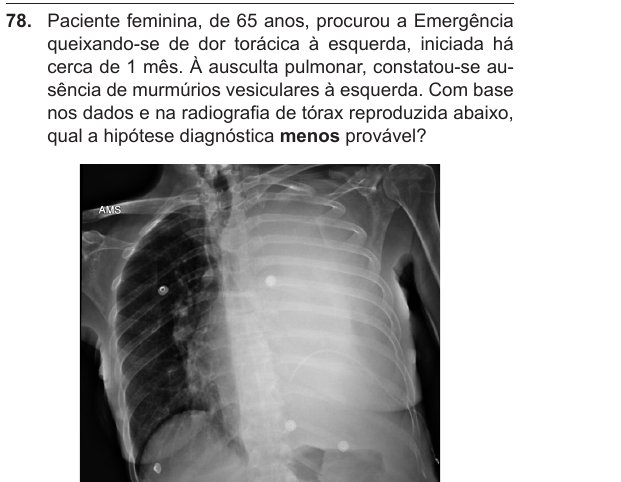 78. Paciente feminina, de 65 anos, procurou a Emergência
queixando-se de dor torácica à esquerda, iniciada há
cerca de 1 mês. À ausculta pulmonar, constatou-se au-
sência de murmúrios vesiculares à esquerda. Com base
nos dados e na radiografia de tórax reproduzida abaixo,
qual a hipótese diagnóstica menos provável?
AMS